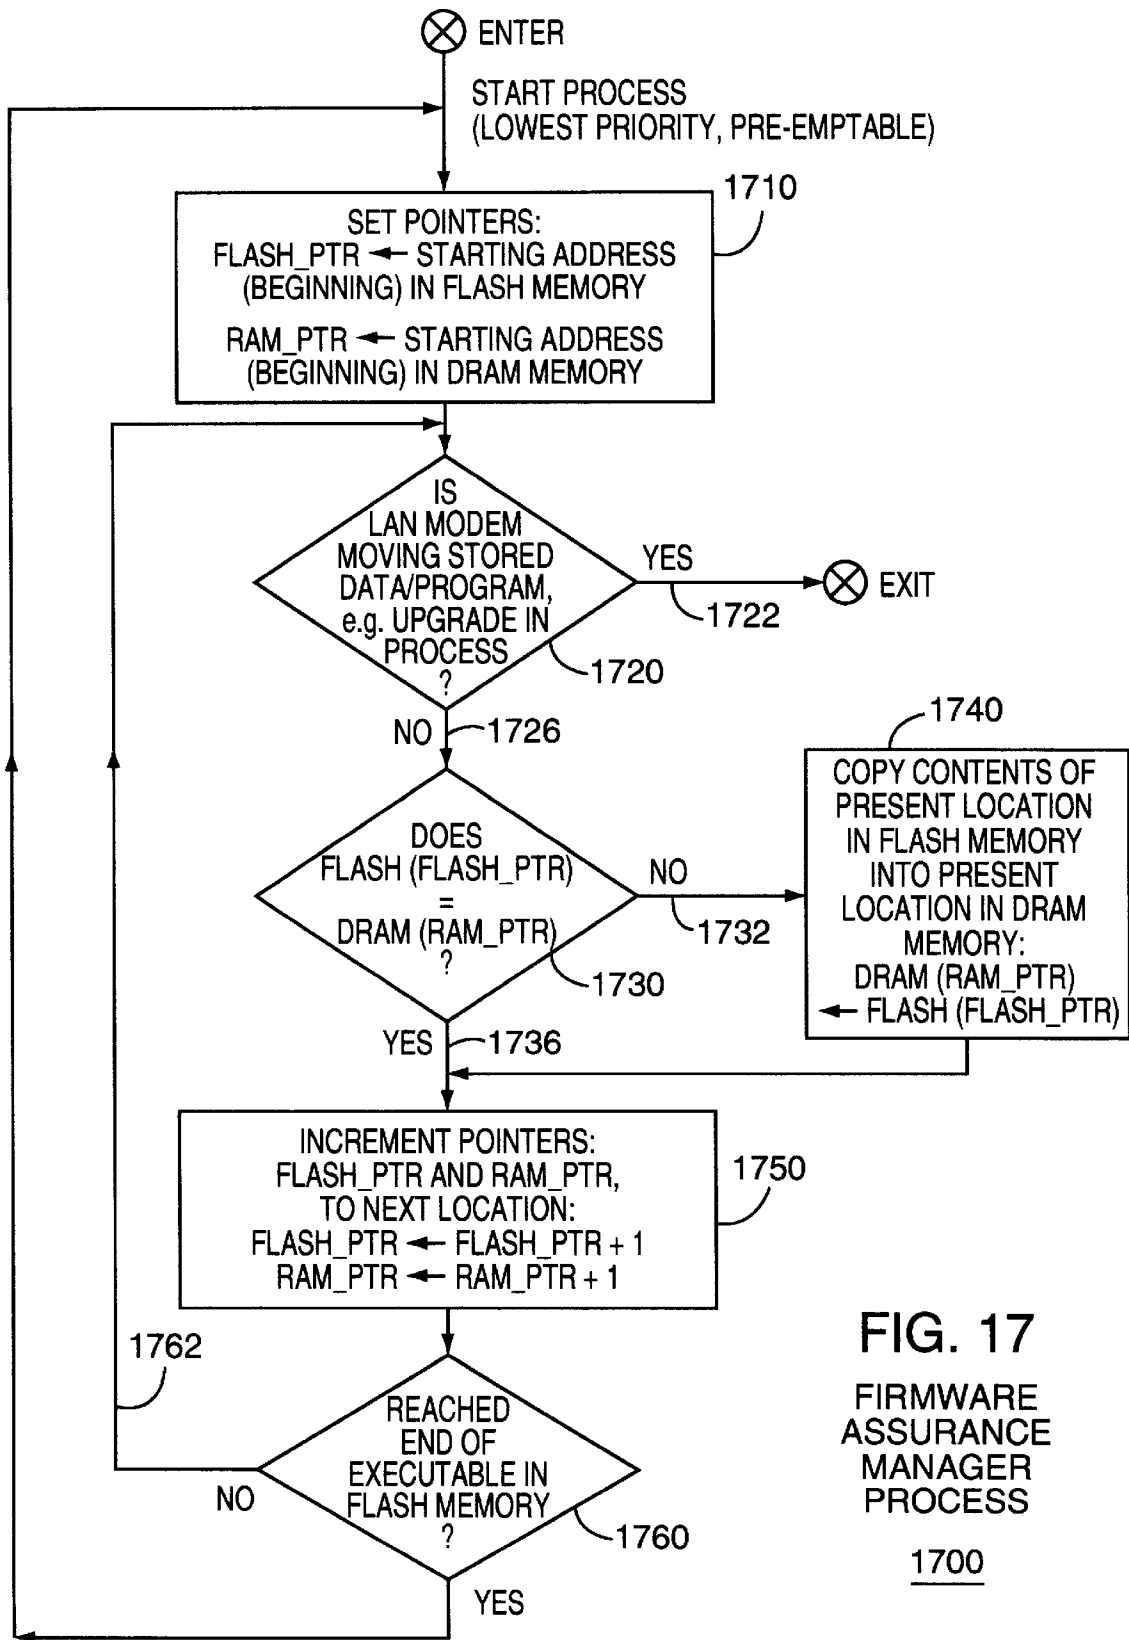 ENTER
START PROCESS
(LOWEST PRIORITY, PRE-EMPTABLE)
1710
SET POINTERS:
FLASH_PTR ← STARTING ADDRESS
(BEGINNING) IN FLASH MEMORY
RAM_PTR ← STARTING ADDRESS
(BEGINNING) IN DRAM MEMORY
IS
LAN MODEM
MOVING STORED
DATA/PROGRAM,
e.g. UPGRADE IN
PROCESS
?
YES
EXIT
1722
1720
NO
1726
1740
COPY CONTENTS OF
PRESENT LOCATION
IN FLASH MEMORY
INTO PRESENT
LOCATION IN DRAM
MEMORY:
DRAM (RAM_PTR)
← FLASH (FLASH_PTR)
DOES
FLASH (FLASH_PTR)
=
DRAM (RAM_PTR)
?
NO
1732
1730
YES
1736
INCREMENT POINTERS:
FLASH_PTR AND RAM_PTR,
TO NEXT LOCATION:
FLASH_PTR ← FLASH_PTR + 1
RAM_PTR ← RAM_PTR + 1
1750
1762
REACHED
END OF
EXECUTABLE IN
FLASH MEMORY
?
NO
1760
YES
FIG. 17
FIRMWARE
ASSURANCE
MANAGER
PROCESS
1700